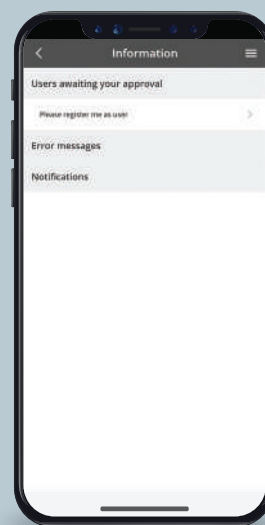 Information
Users awaiting your approval
Please register me as user
Error messages
Notifications